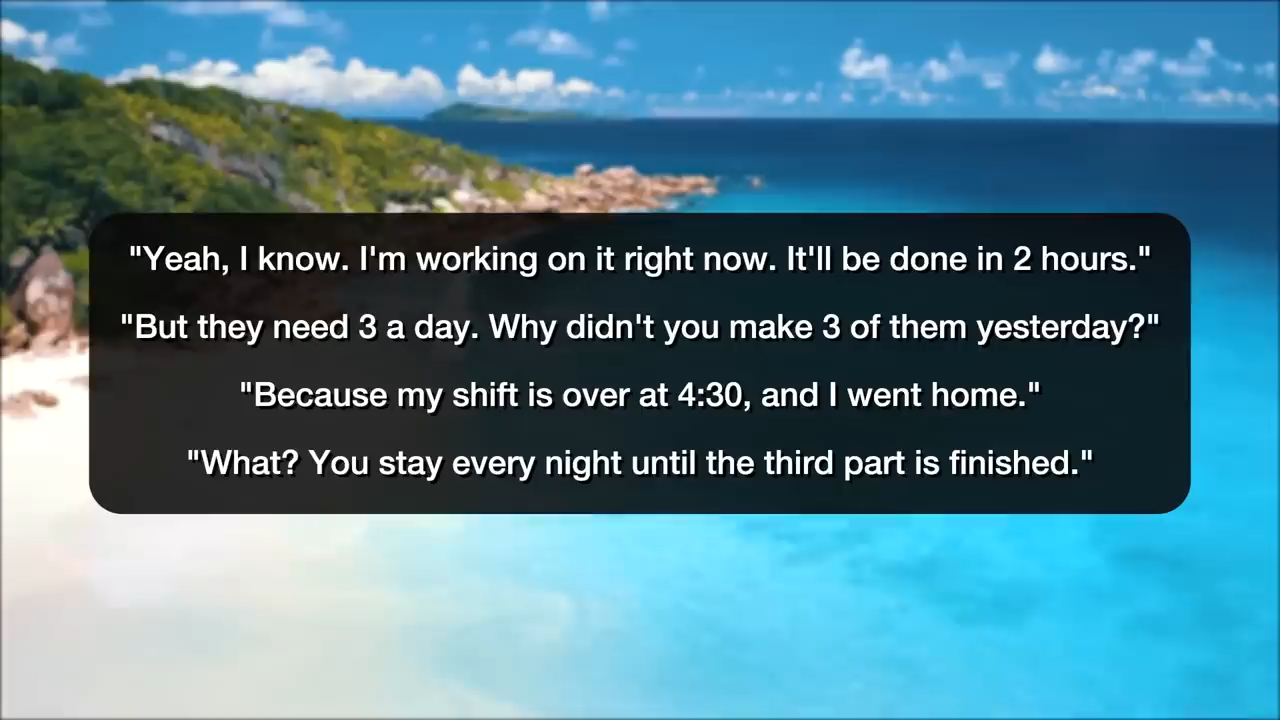 "Yeah, I know. I'm working on it right now. It'll be done in 2 hours."
"But they need 3 a day. Why didn't you make 3 of them yesterday?"
"Because my shift is over at 4:30, and I went home."
"What? You stay every night until the third part is finished."